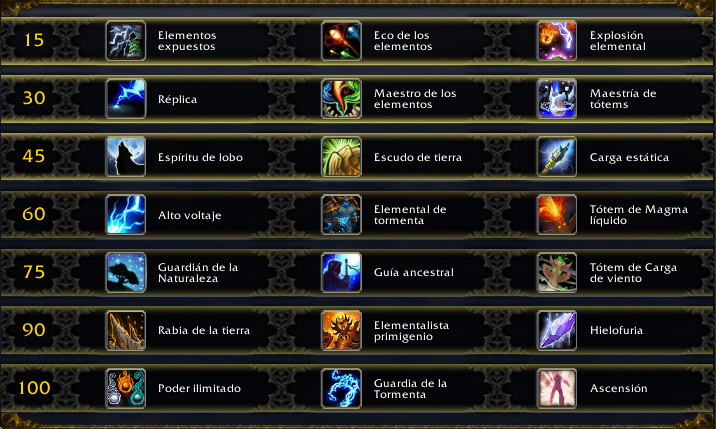 15
Elementos
expuestos
Eco de los
elementos
Explosión
elemental
30
Réplica
Maestro de los
elementos
Maestría de
tótems
45
Espíritu de lobo
Escudo de tierra
Carga estática
60
Alto voltaje
Elemental de
tormenta
Tótem de Magma
líquido
75
Guardián de la
Naturaleza
Guía ancestral
Tótem de Carga
de viento
90
Rabia de la tierra
Elementalista
primigenio
Hielofuria
100
Poder ilimitado
Guardia de la
Tormenta
Ascensión